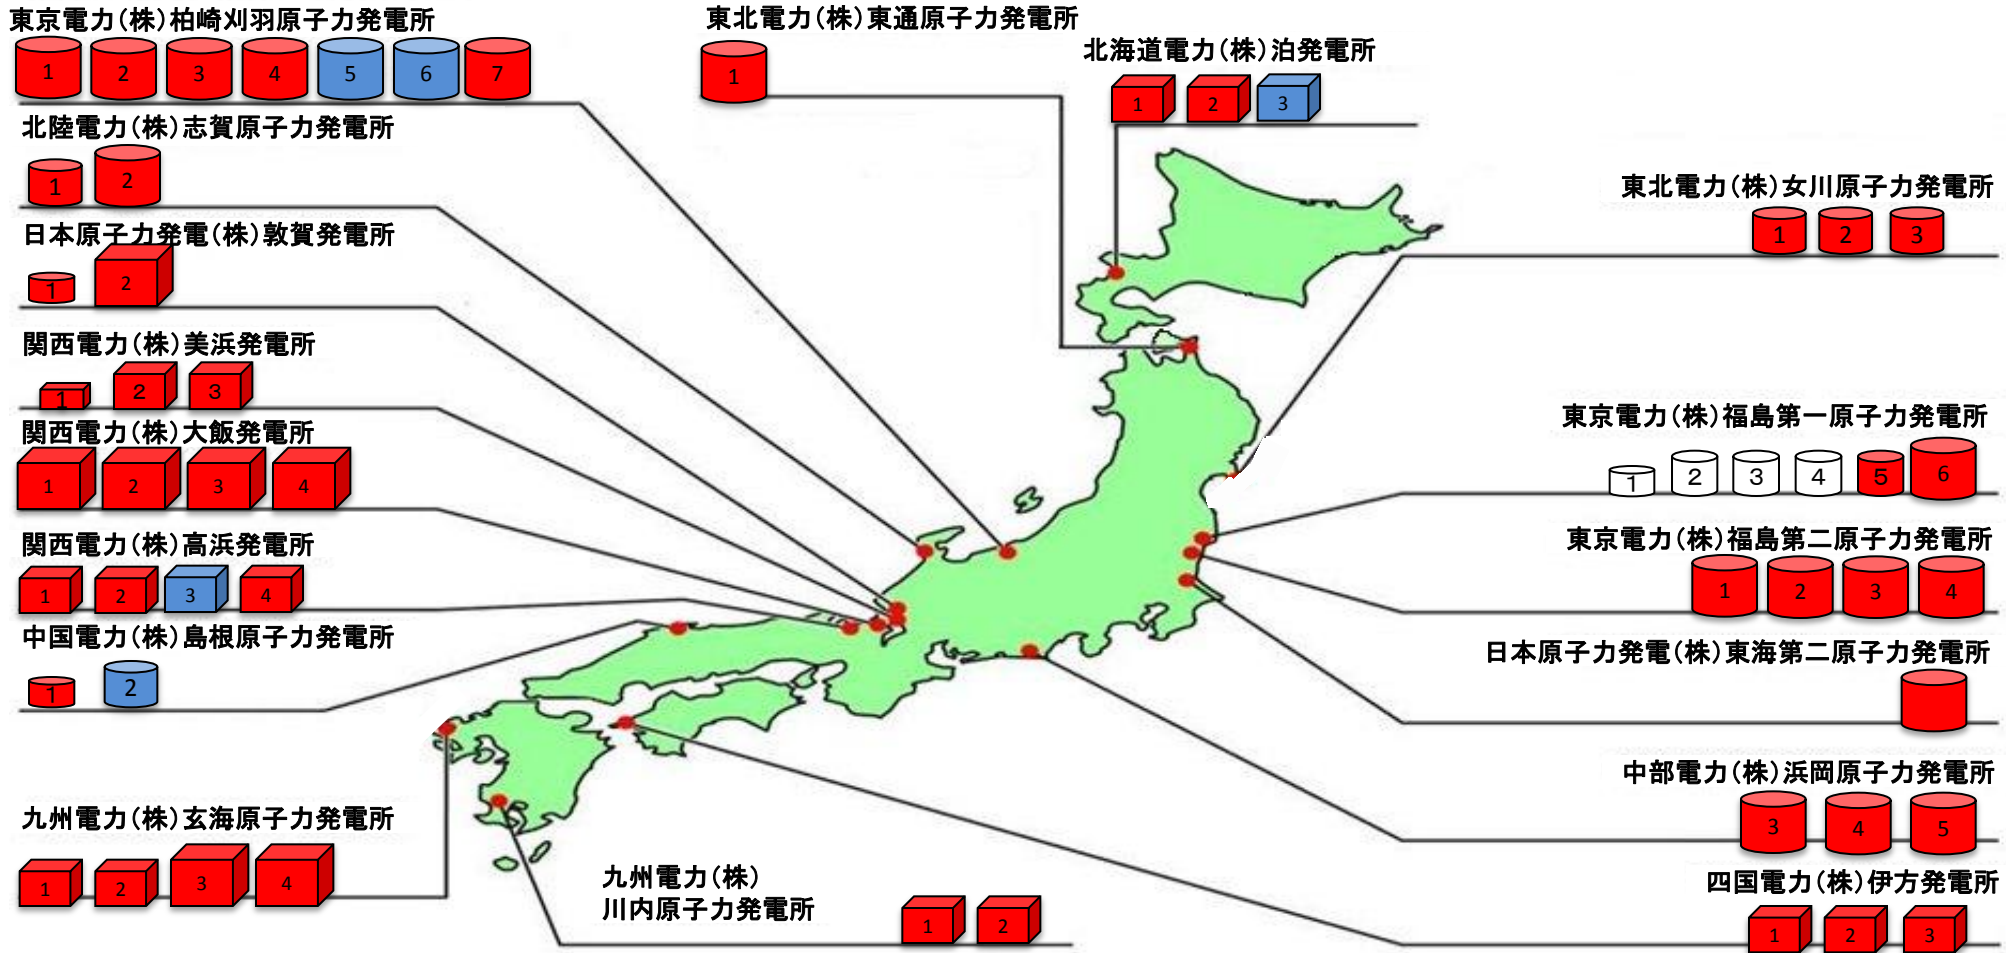 東京電力（株）柏崎刈羽原子力発電所
1 2 3 4 5 6 7
北陸電力（株）志賀原子力発電所
1 2
日本原子力発電（株）敦賀発電所
1 2
関西電力（株）美浜発電所
1 2 3
関西電力（株）大飯発電所
1 2 3 4
関西電力（株）高浜発電所
1 2 3 4
中国電力（株）島根原子力発電所
1 2
九州電力（株）玄海原子力発電所
1 2 3 4
東北電力（株）東通原子力発電所
1
北海道電力（株）泊発電所
1 2 3
東北電力（株）女川原子力発電所
1 2 3
東京電力（株）福島第一原子力発電所
1 2 3 4 5 6
東京電力（株）福島第二原子力発電所
1 2 3 4
日本原子力発電（株）東海第二原子力発電所
中部電力（株）浜岡原子力発電所
3 4 5
四国電力（株）伊方発電所
1 2 3
九州電力（株）
川内原子力発電所
1 2